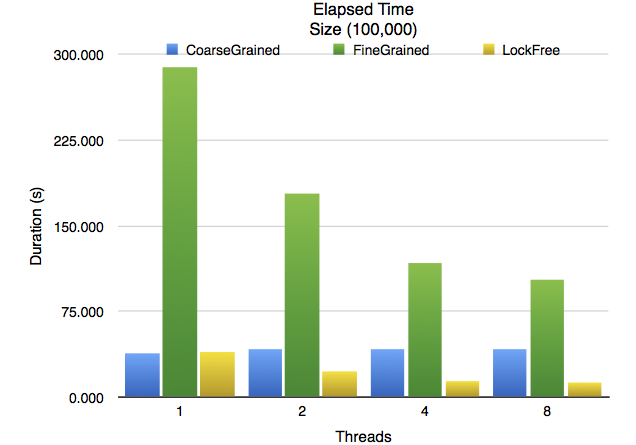 Elapsed Time
Size (100,000)
CoarseGrained FineGrained LockFree
300.000
225.000
150.000
75.000
0.000
Duration (s)
1 2 4 8
Threads